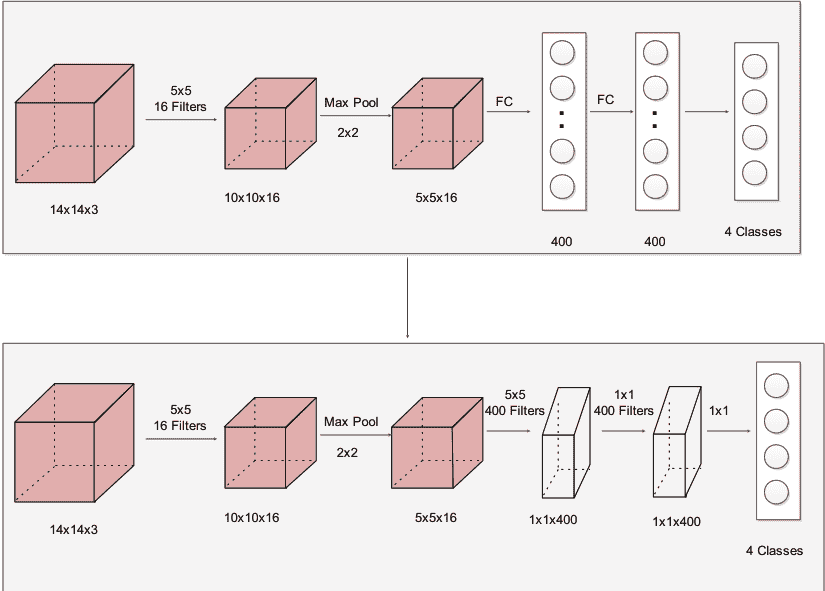 5x5
16 Filters
Max Pool
2x2
FC
FC
14x14x3
10x10x16
5x5x16
400
400
4 Classes
5x5
16 Filters
Max Pool
2x2
5x5
400 Filters
1x1
400 Filters
1x1
14x14x3
10x10x16
5x5x16
1x1x400
1x1x400
4 Classes